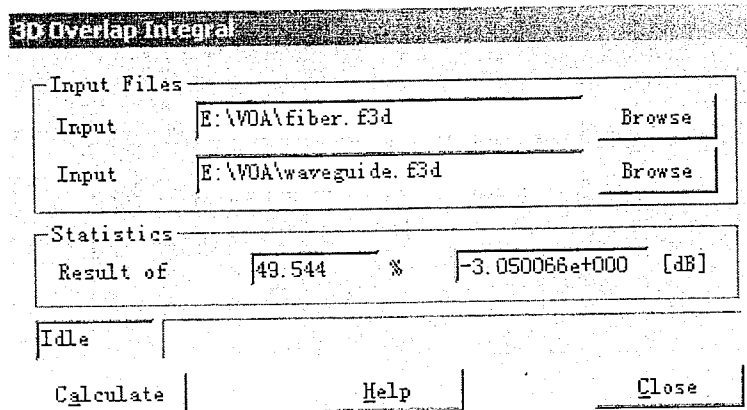 3D Overlap Integral
Input Files
Input E:\VOA\fiber.f3d Browse
Input E:\VOA\waveguide.f3d Browse
Statistics
Result of 49.544 % -3.050066e+000 [dB]
Idle
Calculate Help Close